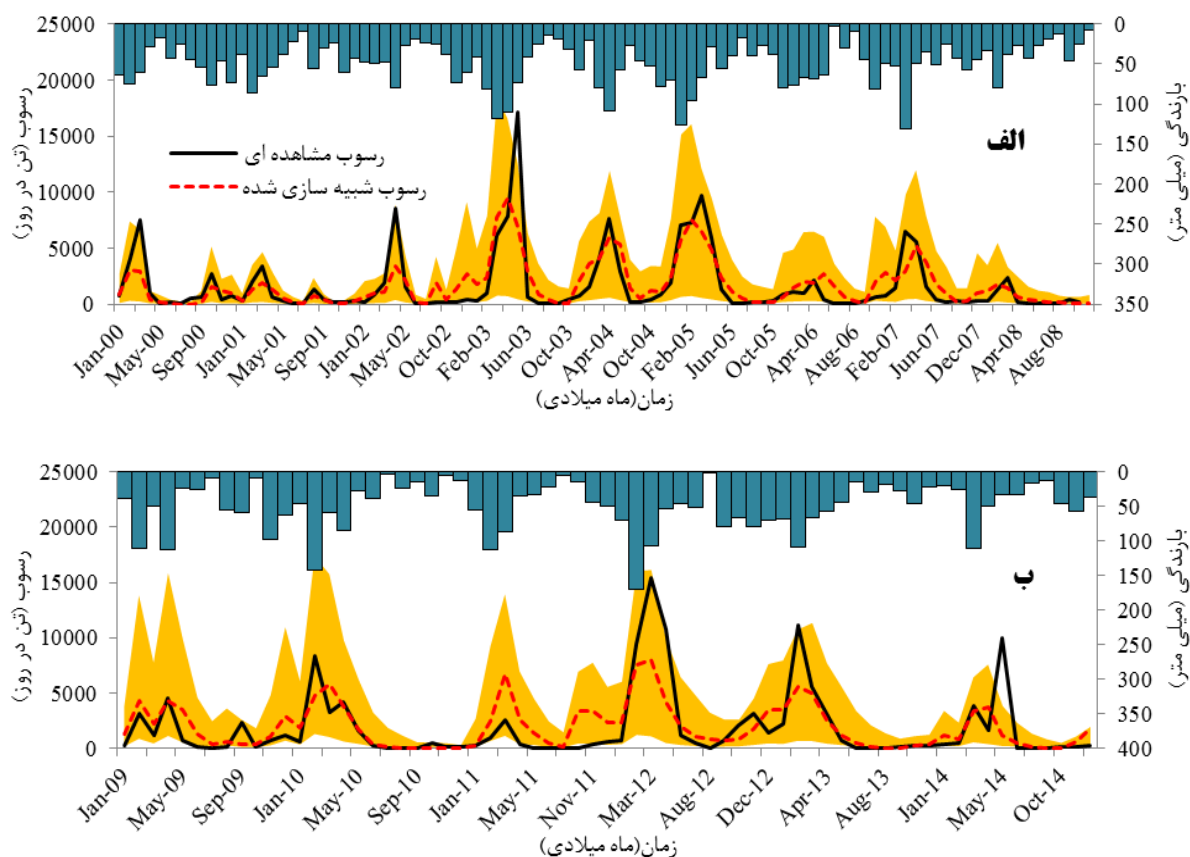 25000
20000
15000
10000
5000
0
رسوب (تن در روز)
0
50
100
150
200
250
300
350
بارندگی (میلی متر)
الف
رسوب مشاهده ای
رسوب شبیه سازی شده
Jan-00 May-00 Sep-00 Jan-01 May-01 Sep-01 Jan-02 May-02 Oct-02 Feb-03 Jun-03 Oct-03 Apr-04 Oct-04 Feb-05 Jun-05 Oct-05 Apr-06 Aug-06 Feb-07 Jun-07 Dec-07 Apr-08 Aug-08
زمان(ماه میلادی)
25000
20000
15000
10000
5000
0
رسوب (تن در روز)
0
50
100
150
200
250
300
350
400
بارندگی (میلی متر)
ب
Jan-09 May-09 Sep-09 Jan-10 May-10 Sep-10 Jan-11 May-11 Nov-11 Mar-12 Aug-12 Dec-12 Apr-13 Aug-13 Jan-14 May-14 Oct-14
زمان(ماه میلادی)